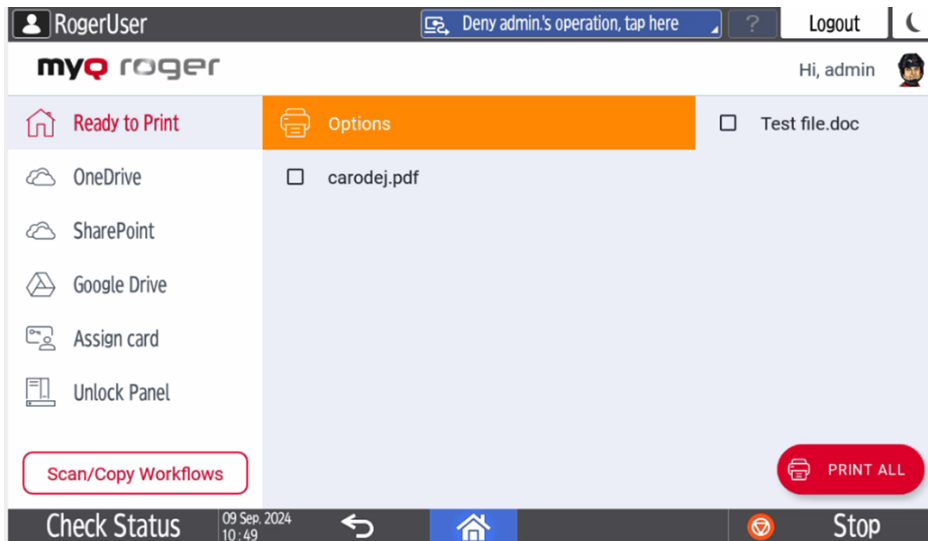 RogerUser
Deny admin.'s operation, tap here
?
Logout
myQ roger
Hi, admin
Ready to Print
Options
Test file.doc
OneDrive
carodej.pdf
SharePoint
Google Drive
Assign card
Unlock Panel
Scan/Copy Workflows
PRINT ALL
Check Status
09 Sep. 2024
10:49
Stop